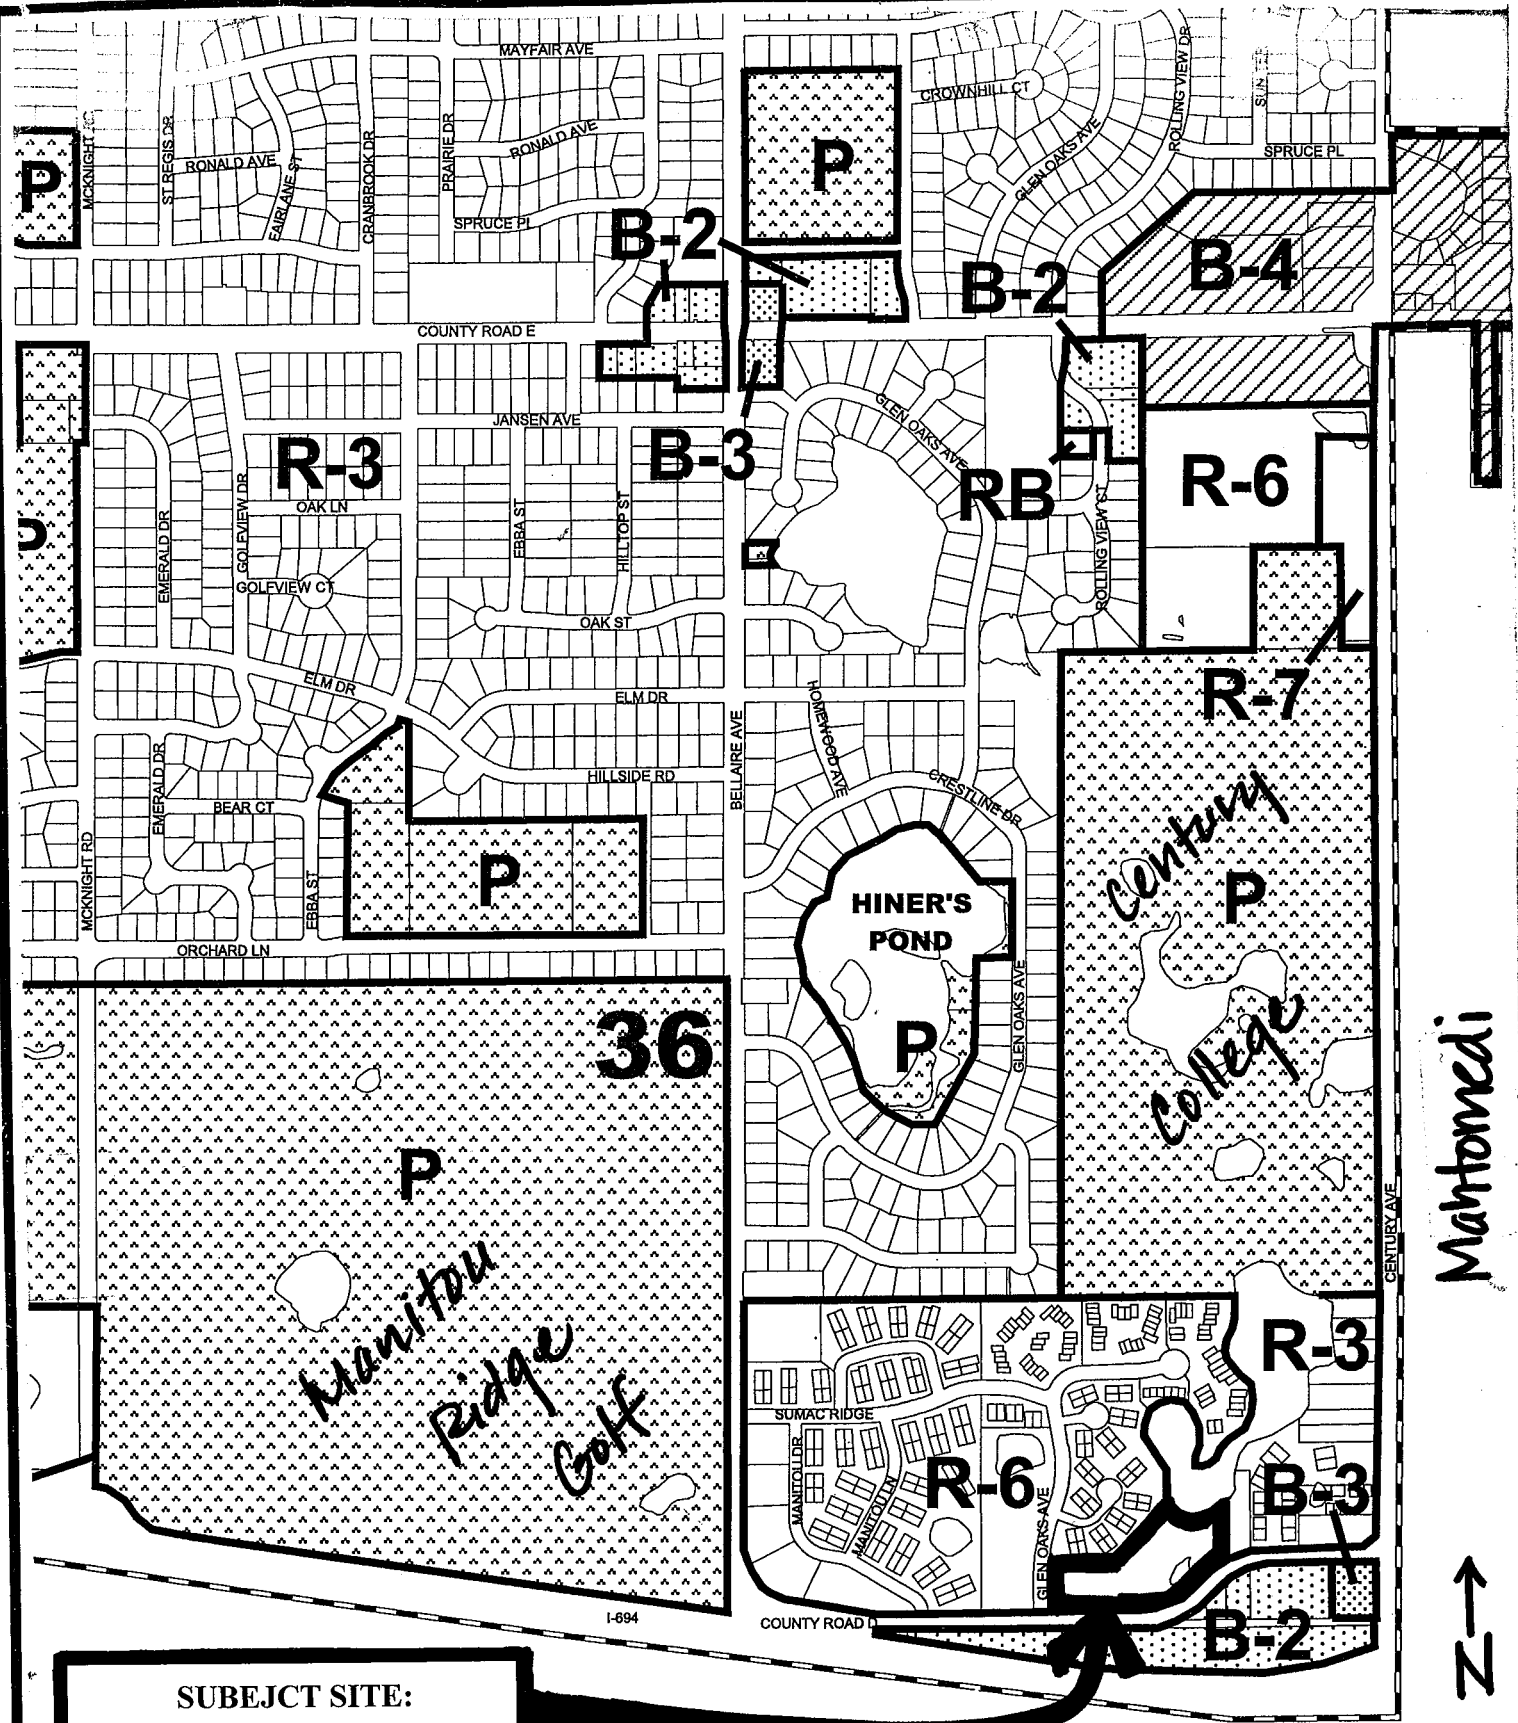 MAYFAIR AVE
CROWNHILL CT
ROLLING VIEW DR
MCKNIGHT
ST REGIS DR
RONALD AVE
FAIRLANE ST
CRANBROOK DR
PRAIRIE DR
RONALD AVE
P
P
GLEN OAKS AVE
SPRUCE PL
SPRUCE Pl
B-2
B-2
B-4
COUNTY ROAD E
JANSEN AVE
GLEN OAKS AVE
R-3
B-3
RB
R-6
OAK LN
EMERALD DR
GOLFVIEW DR
EBBA ST
HILLTOP ST
ROLLING VIEW CT
P
GOLFVIEW CT
OAK ST
ELM DR
ELM DR
HOMEWOOD AVE
R-7
BELLAIRE AVE
HILLSIDE RD
CRESTLINE DR
EMERALD DR
BEAR CT
MCKNIGHT RD
EBBA ST
P
HINER'S
POND
Century
P
College
ORCHARD LN
GLEN OAKS AVE
36
P
P
Mahtomedi
CENTURY AVE
Manitou
Ridge
Golf
R-3
SUMAC RIDGE
MANITOU DR
MANITOU LN
R-6
GLEN OAKS AVE
B-3
I-694
COUNTY ROAD D
B-2
N
SUBEJCT SITE: